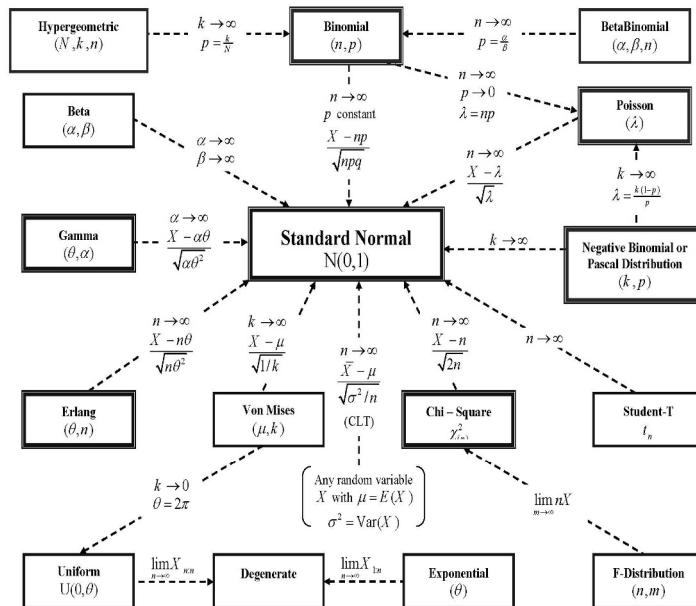 Hypergeometric
(N,k,n)
k→∞
p = k/N
Binomial
(n,p)
n→∞
p = α/β
BetaBinomial
(α,β,n)
Beta
(α,β)
α→∞
β→∞
n→∞
p constant
X − np
√npq
n→∞
p→0
λ = np
Poisson
(λ)
n→∞
X − λ
√λ
k→∞
λ = k(1−p)/p
Gamma
(θ,α)
α→∞
X − αθ
√αθ²
Standard Normal
N(0,1)
k→∞
Negative Binomial or
Pascal Distribution
(k,p)
n→∞
X − nθ
√nθ²
k→∞
X − μ
√1/k
n→∞
X̄ − μ
√σ²/n
(CLT)
n→∞
X − n
√2n
n→∞
Erlang
(θ,n)
Von Mises
(μ,k)
Chi – Square
χ²₍ₙ₎
Student-T
tₙ
k→0
θ = 2π
Any random variable
X with μ = E(X)
σ² = Var(X)
lim nX
m→∞
Uniform
U(0,θ)
lim Xn:n
n→∞
Degenerate
lim X1:n
n→∞
Exponential
(θ)
F-Distribution
(n,m)